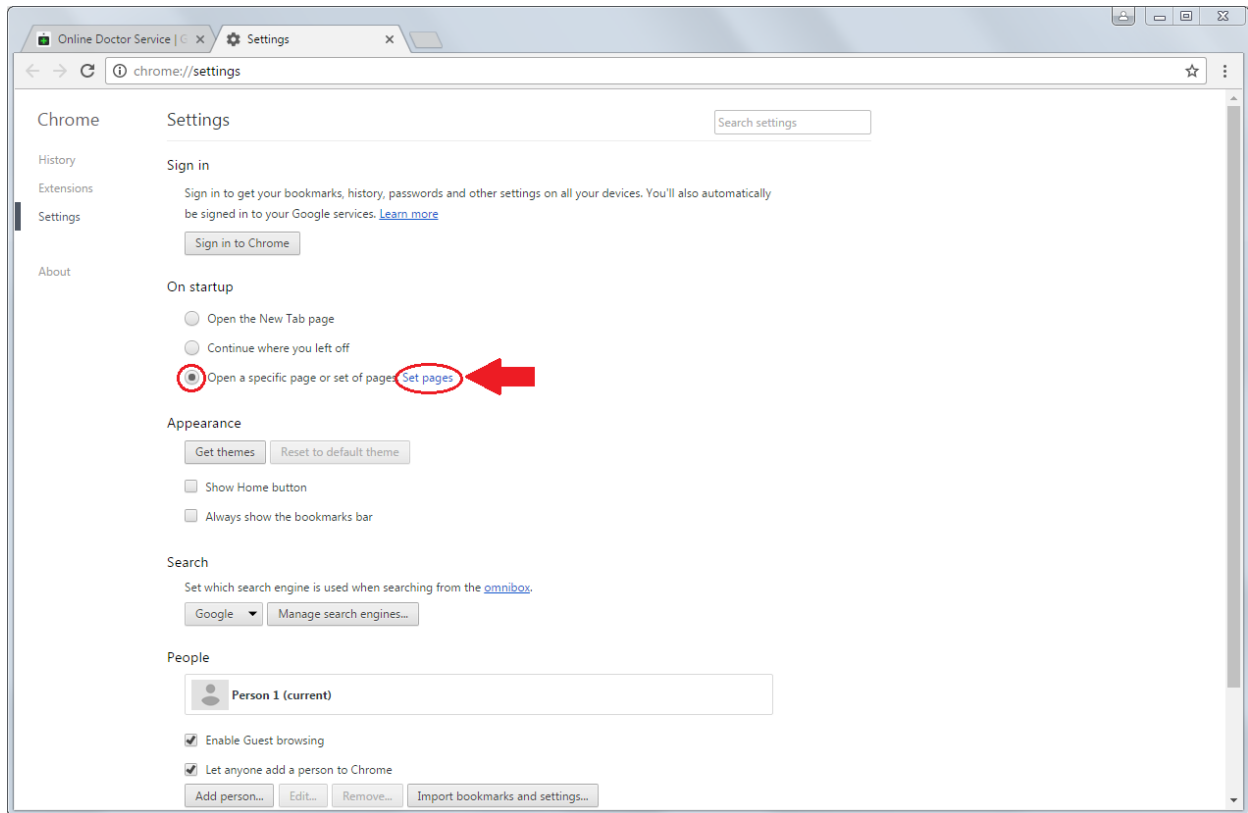 Online Doctor Service | G
Settings
chrome://settings
Chrome
Settings
Search settings
History
Extensions
Settings
About
Sign in
Sign in to get your bookmarks, history, passwords and other settings on all your devices. You'll also automatically
be signed in to your Google services. Learn more
Sign in to Chrome
On startup
Open the New Tab page
Continue where you left off
Open a specific page or set of pages Set pages
Appearance
Get themes Reset to default theme
Show Home button
Always show the bookmarks bar
Search
Set which search engine is used when searching from the omnibox.
Google Manage search engines...
People
Person 1 (current)
Enable Guest browsing
Let anyone add a person to Chrome
Add person... Edit... Remove... Import bookmarks and settings...